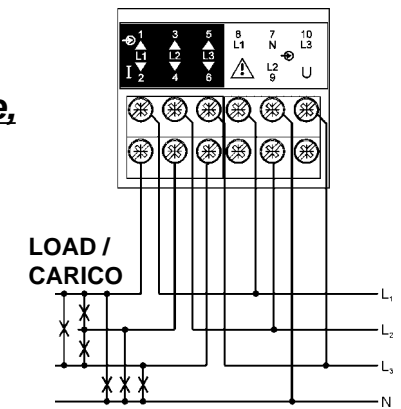 1 3 5 8 7 10
L1 N L3
L1 L2 L3
L2
I 2 4 6 9 U
e,
LOAD /
CARICO
L1
L2
L3
N